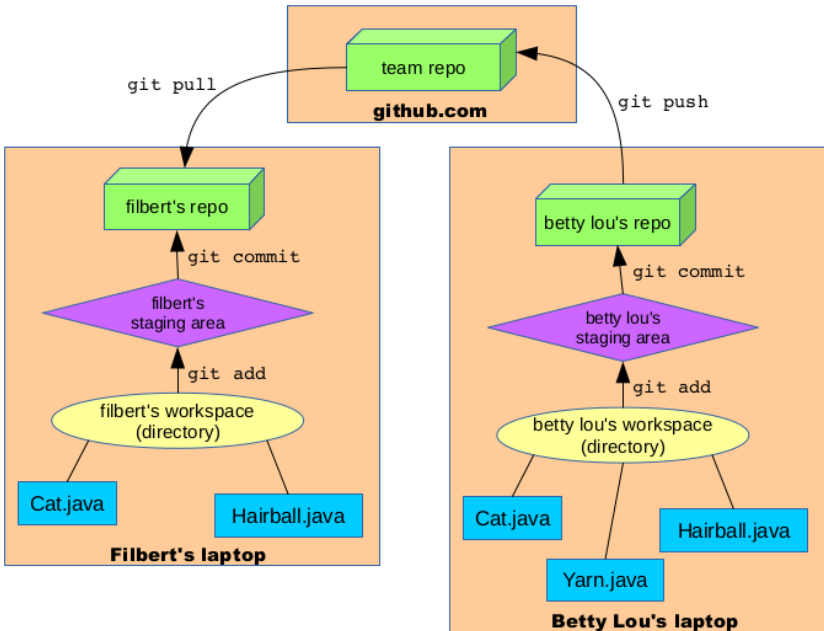 team repo
github.com
git pull
git push
filbert's repo
git commit
filbert's
staging area
git add
filbert's workspace
(directory)
Cat.java
Hairball.java
Filbert's laptop
betty lou's repo
git commit
betty lou's
staging area
git add
betty lou's workspace
(directory)
Cat.java
Hairball.java
Yarn.java
Betty Lou's laptop